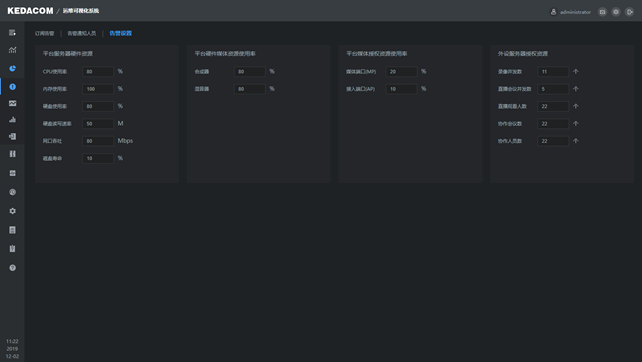 KEDACOM / 运维可视化系统
administrator
订阅告警 告警通知人员 告警设置
平台服务器硬件资源
CPU使用率 80 %
内存使用率 100 %
硬盘使用率 80 %
硬盘读写速率 50 M
网口吞吐 80 Mbps
磁盘寿命 10 %
平台硬件媒体资源使用率
合成器 80 %
混音器 80 %
平台媒体授权资源使用率
媒体端口(MP) 20 %
接入端口(AP) 10 %
外设服务器授权资源
录像并发数 11 个
直播会议并发数 5 个
直播观看人数 22 个
协作会议数 22 个
协作人员数 22 个
11:22
2019
12-02